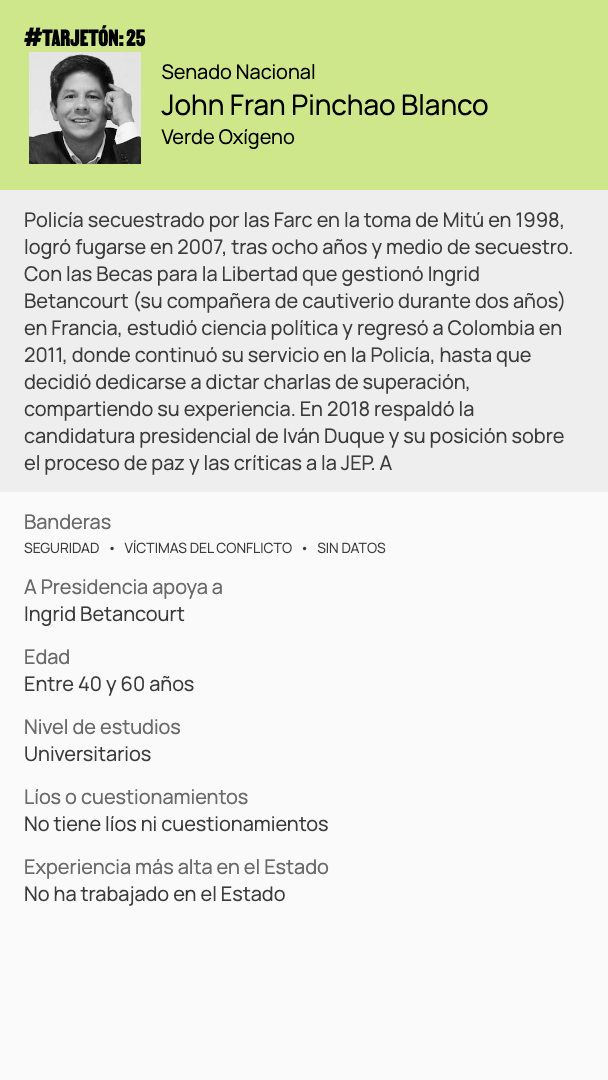 #TARJETÓN: 25
Senado Nacional
John Fran Pinchao Blanco
Verde Oxígeno
Policía secuestrado por las Farc en la toma de Mitú en 1998,
logró fugarse en 2007, tras ocho años y medio de secuestro.
Con las Becas para la Libertad que gestionó Ingrid
Betancourt (su compañera de cautiverio durante dos años)
en Francia, estudió ciencia política y regresó a Colombia en
2011, donde continuó su servicio en la Policía, hasta que
decidió dedicarse a dictar charlas de superación,
compartiendo su experiencia. En 2018 respaldó la
candidatura presidencial de Iván Duque y su posición sobre
el proceso de paz y las críticas a la JEP. A
Banderas
SEGURIDAD • VÍCTIMAS DEL CONFLICTO • SIN DATOS
A Presidencia apoya a
Ingrid Betancourt
Edad
Entre 40 y 60 años
Nivel de estudios
Universitarios
Líos o cuestionamientos
No tiene líos ni cuestionamientos
Experiencia más alta en el Estado
No ha trabajado en el Estado